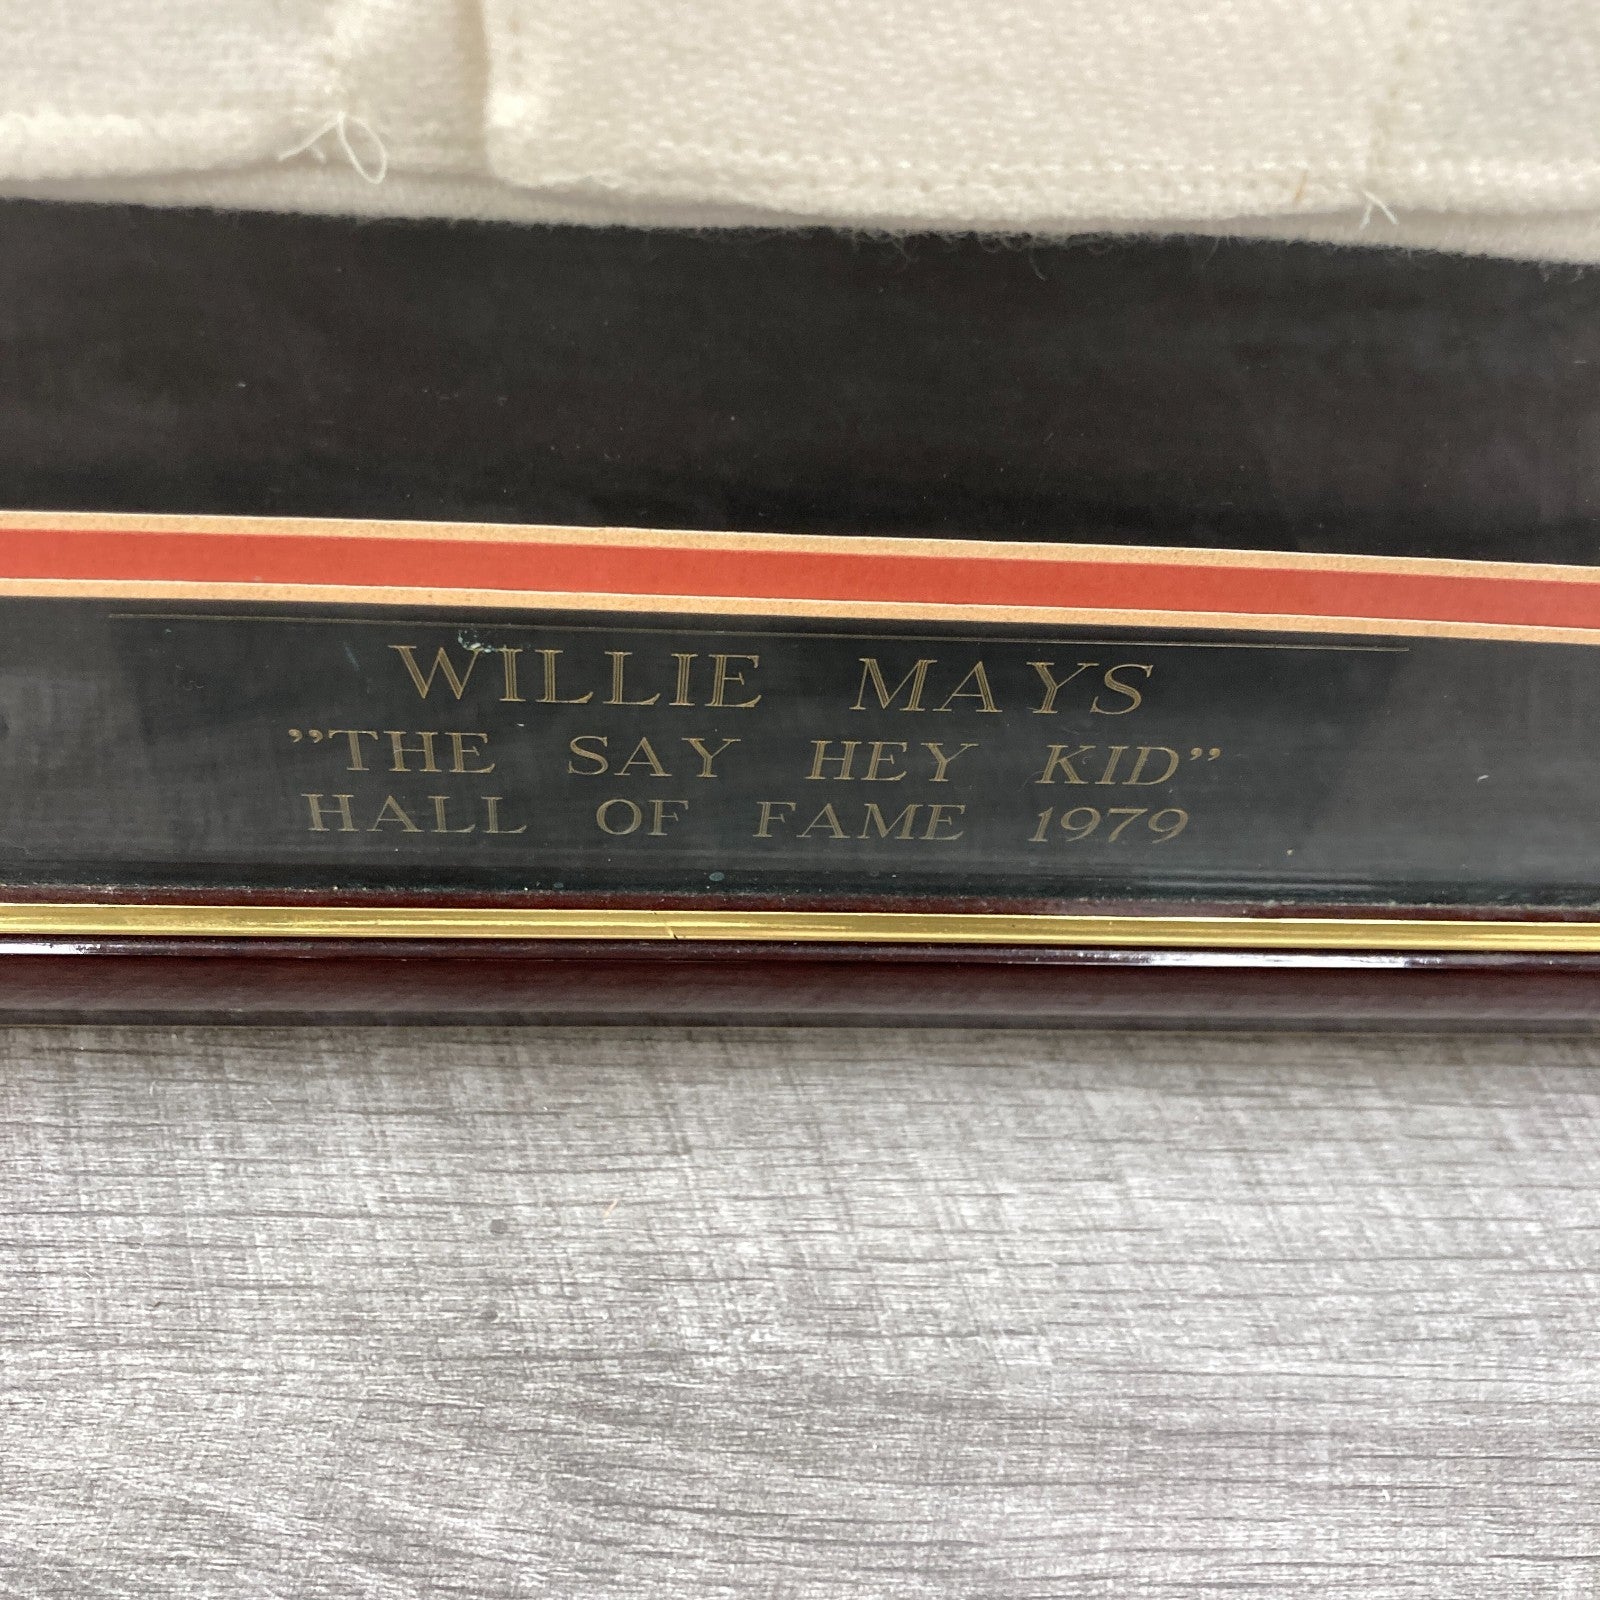 WILLIE MAYS
”THE SAY HEY KID”
HALL OF FAME 1979